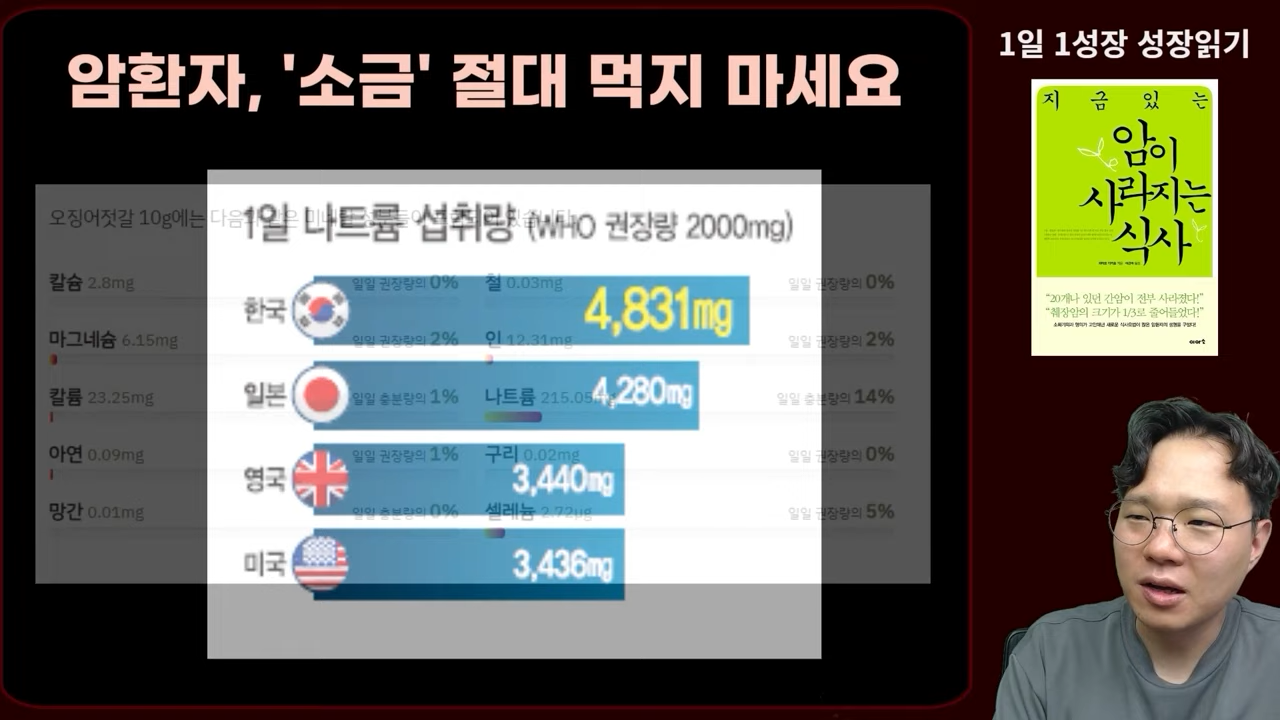 암환자, '소금' 절대 먹지 마세요
1일 1성장 성장읽기
지금 있는
암이
사라지는
식사
“20개나 있던 간암이 전부 사라졌다!”
“췌장암의 크기가 1/3로 줄어들었다!”
오징어젓갈 10g에는
1일 나트륨 섭취량 (WHO 권장량 2000mg)
한국 4,831mg
일본 4,280mg
영국 3,440mg
미국 3,436mg
칼슘 2.8mg 일일 권장량의 0% 철 0.03mg 일일 권장량의 0%
마그네슘 6.15mg 일일 권장량의 2% 인 12.31mg 일일 권장량의 2%
칼륨 23.25mg 일일 충분량의 1% 나트륨 215.05mg 일일 충분량의 14%
아연 0.09mg 일일 권장량의 1% 구리 0.02mg 일일 권장량의 0%
망간 0.01mg 일일 충분량의 0% 셀레늄 2.72μg 일일 권장량의 5%